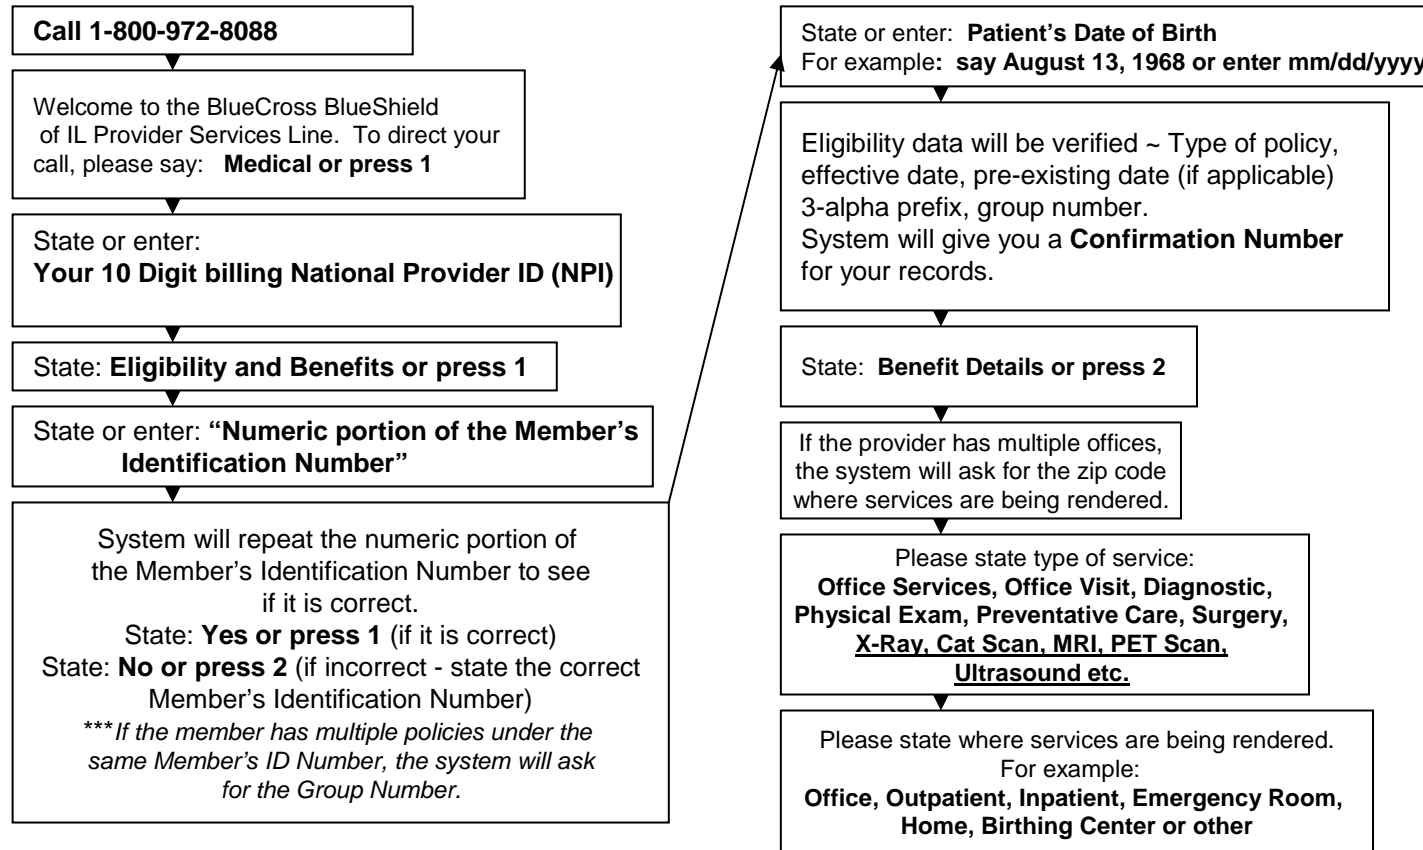 Call 1-800-972-8088
Welcome to the BlueCross BlueShield
of IL Provider Services Line. To direct your
call, please say: Medical or press 1
State or enter:
Your 10 Digit billing National Provider ID (NPI)
State: Eligibility and Benefits or press 1
State or enter: “Numeric portion of the Member’s
Identification Number”
System will repeat the numeric portion of
the Member’s Identification Number to see
if it is correct.
State: Yes or press 1 (if it is correct)
State: No or press 2 (if incorrect - state the correct
Member’s Identification Number)
***If the member has multiple policies under the
same Member’s ID Number, the system will ask
for the Group Number.
State or enter: Patient’s Date of Birth
For example: say August 13, 1968 or enter mm/dd/yyyy
Eligibility data will be verified ~ Type of policy,
effective date, pre-existing date (if applicable)
3-alpha prefix, group number.
System will give you a Confirmation Number
for your records.
State: Benefit Details or press 2
If the provider has multiple offices,
the system will ask for the zip code
where services are being rendered.
Please state type of service:
Office Services, Office Visit, Diagnostic,
Physical Exam, Preventative Care, Surgery,
X-Ray, Cat Scan, MRI, PET Scan,
Ultrasound etc.
Please state where services are being rendered.
For example:
Office, Outpatient, Inpatient, Emergency Room,
Home, Birthing Center or other